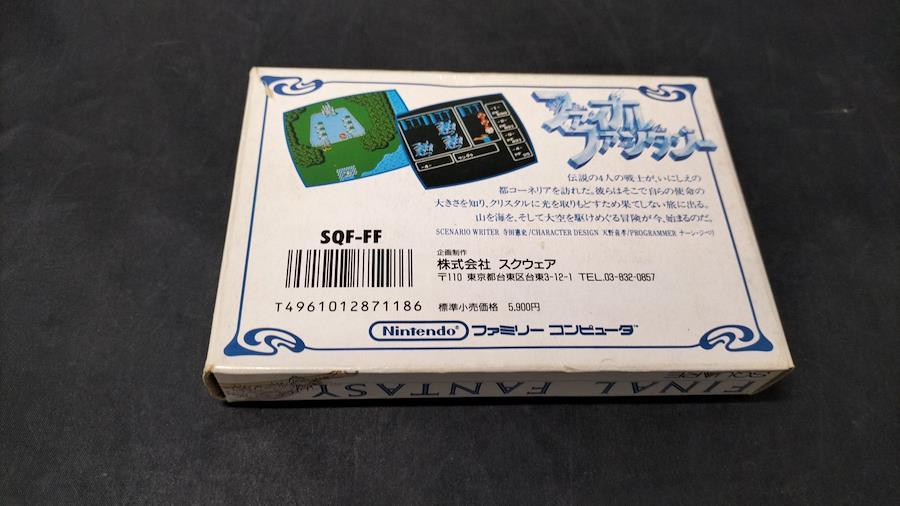 ファイナル
ファンタジー
伝説の4人の戦士が、いにしえの
都コーネリアを訪れた。彼らはそこで自らの使命の
大きさを知り、クリスタルに光を取りもどすため果てしない旅に出る。
山を海を、そして大空を駆けめぐる冒険が今、始まるのだ。
SCENARIO WRITER 寺田憲史/CHARACTER DESIGN 天野喜孝/PROGRAMMER ナーシャ・ジベリ
SQF-FF
企画制作
株式会社 スクウェア
〒110 東京都台東区台東3-12-1 TEL.03-832-0857
T4961012871186
標準小売価格 5,900円
Nintendo ファミリー コンピュータ
FINAL FANTASY
SQUARE